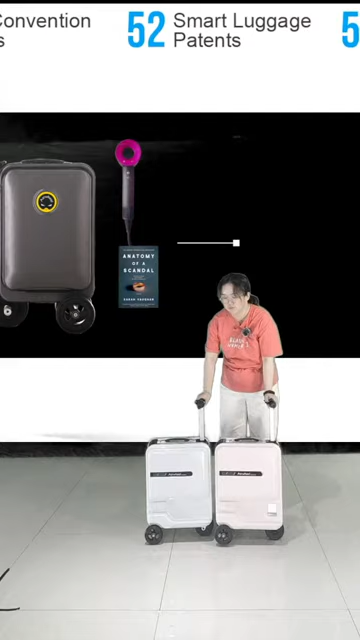 Convention
s
52
Smart Luggage
Patents
5
ANATOMY
OF A
SCANDAL
SARAH VAUGHAN